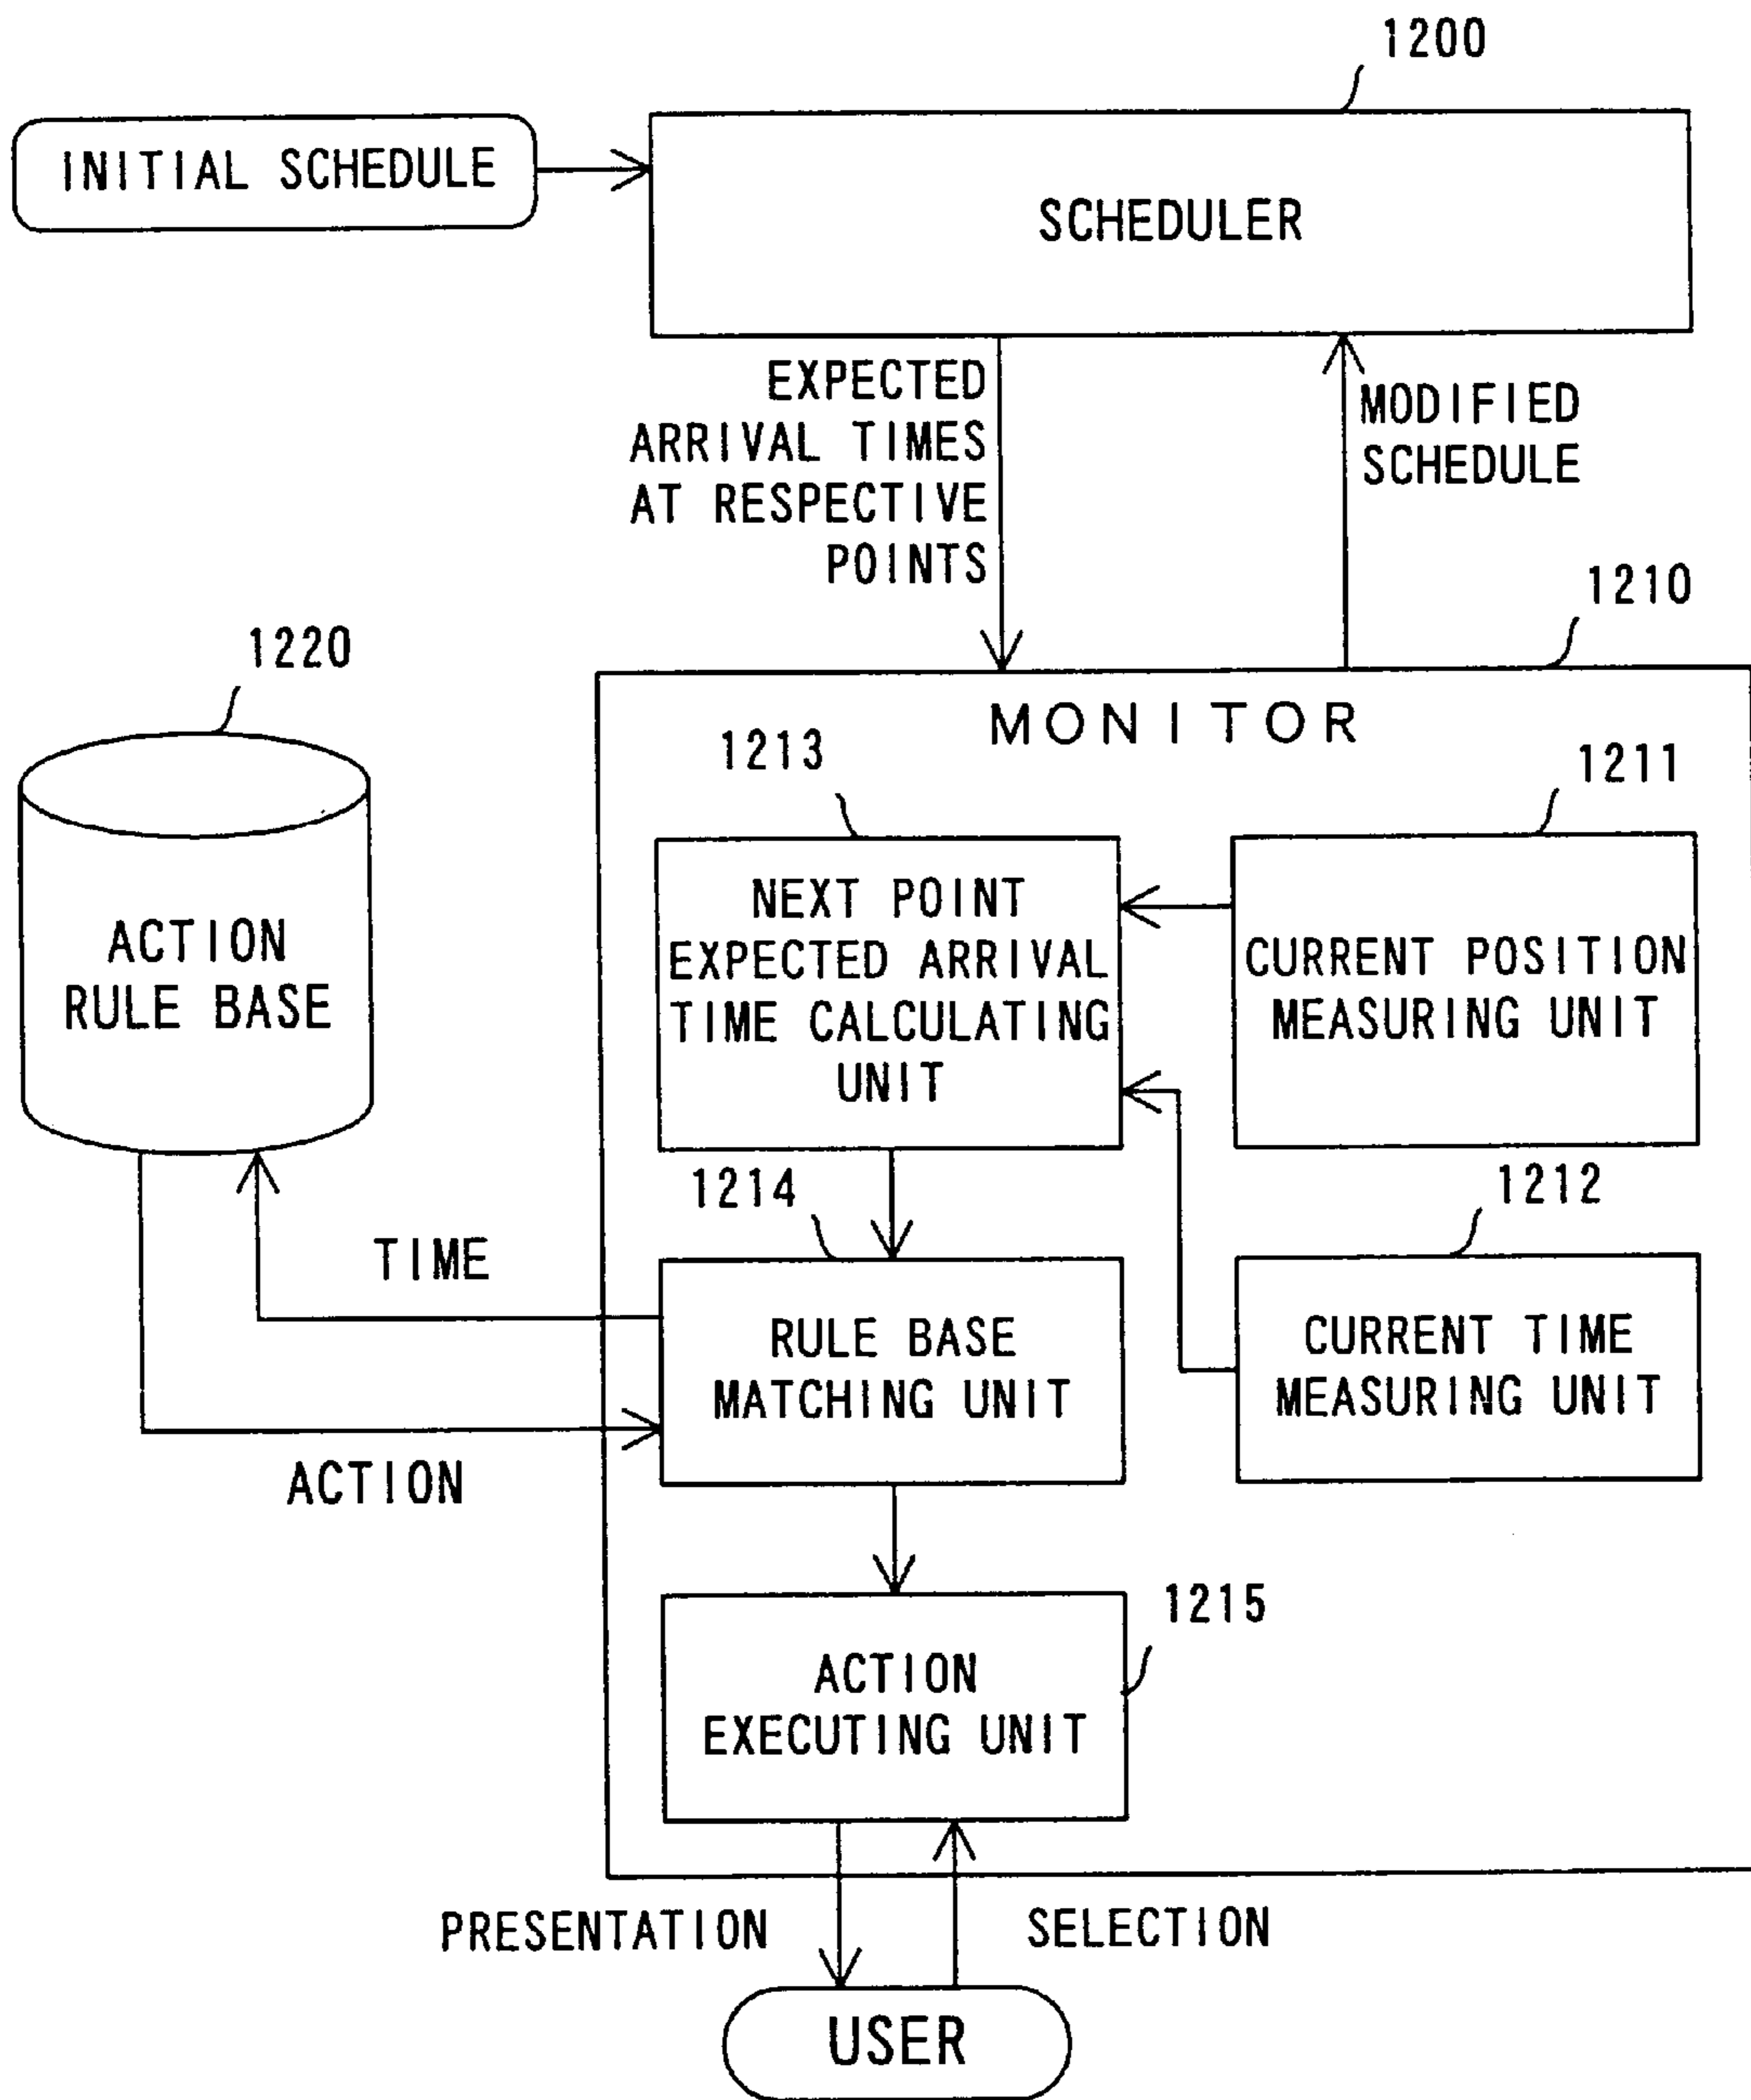 1200
INITIAL SCHEDULE
SCHEDULER
EXPECTED
ARRIVAL TIMES
AT RESPECTIVE
POINTS
MODIFIED
SCHEDULE
1210
1220
MONITOR
1213
1211
ACTION
RULE BASE
NEXT POINT
EXPECTED ARRIVAL
TIME CALCULATING
UNIT
CURRENT POSITION
MEASURING UNIT
1214
1212
TIME
RULE BASE
MATCHING UNIT
CURRENT TIME
MEASURING UNIT
ACTION
1215
ACTION
EXECUTING UNIT
PRESENTATION
SELECTION
USER